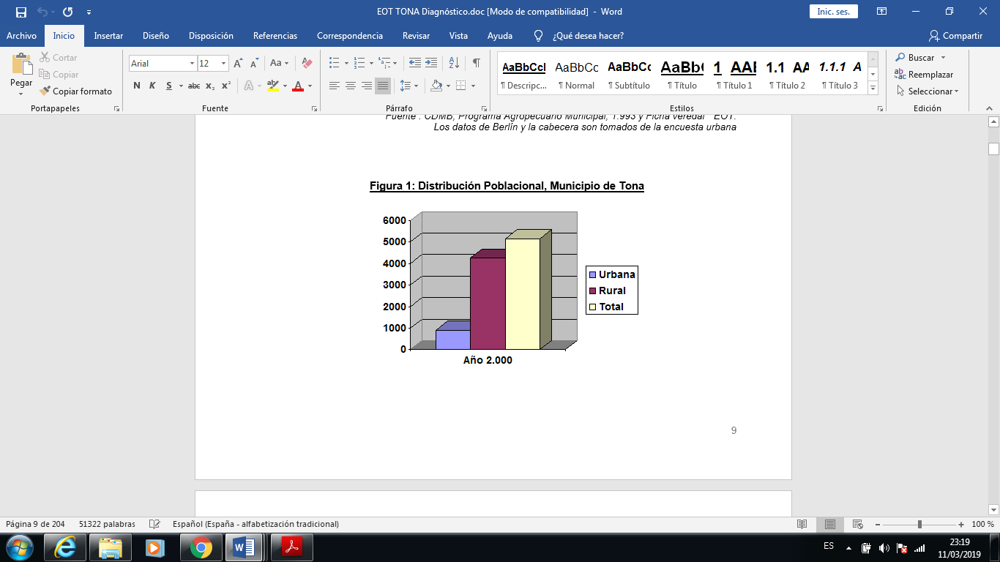 EOT TONA Diagnóstico.doc [Modo de compatibilidad] - Word
Inic. ses.
Archivo Inicio Insertar Diseño Disposición Referencias Correspondencia Revisar Vista Ayuda ¿Qué desea hacer? Compartir
Pegar
Cortar
Copiar
Copiar formato
Portapapeles
Arial 12
Aa
N K S abc x₂ x²
Fuente
Párrafo
AaBbCcI AaBbCc AaBbCc AaBb( 1 AAE 1.1 AA 1.1.1 A
¶ Descripc... ¶ Normal ¶ Subtítulo ¶ Título ¶ Título 1 ¶ Título 2 ¶ Título 3
Estilos
Buscar
Reemplazar
Seleccionar
Edición
Fuente : CDMB, Programa Agropecuario Municipal, 1.993 y Ficha Veredal EOT.
Los datos de Berlín y la cabecera son tomados de la encuesta urbana
Figura 1: Distribución Poblacional, Municipio de Tona
6000
5000
4000
3000
2000
1000
0
Año 2.000
Urbana
Rural
Total
9
Página 9 de 204 51322 palabras Español (España - alfabetización tradicional) 100 %
ES
23:19
11/03/2019